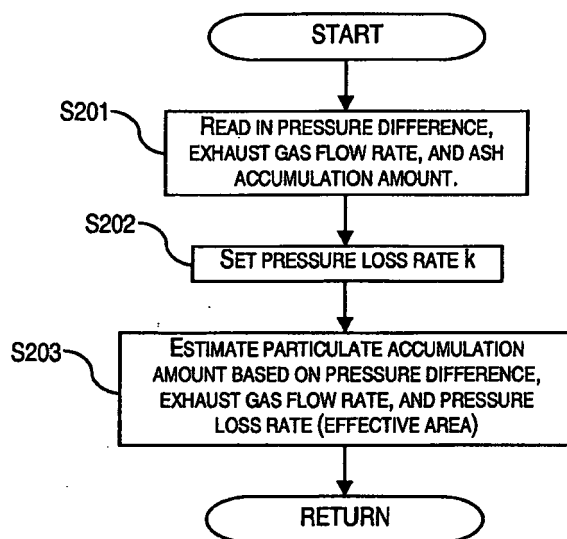 START
S201
READ IN PRESSURE DIFFERENCE,
EXHAUST GAS FLOW RATE, AND ASH
ACCUMULATION AMOUNT.
S202
SET PRESSURE LOSS RATE k
S203
ESTIMATE PARTICULATE ACCUMULATION
AMOUNT BASED ON PRESSURE DIFFERENCE,
EXHAUST GAS FLOW RATE, AND PRESSURE
LOSS RATE (EFFECTIVE AREA)
RETURN